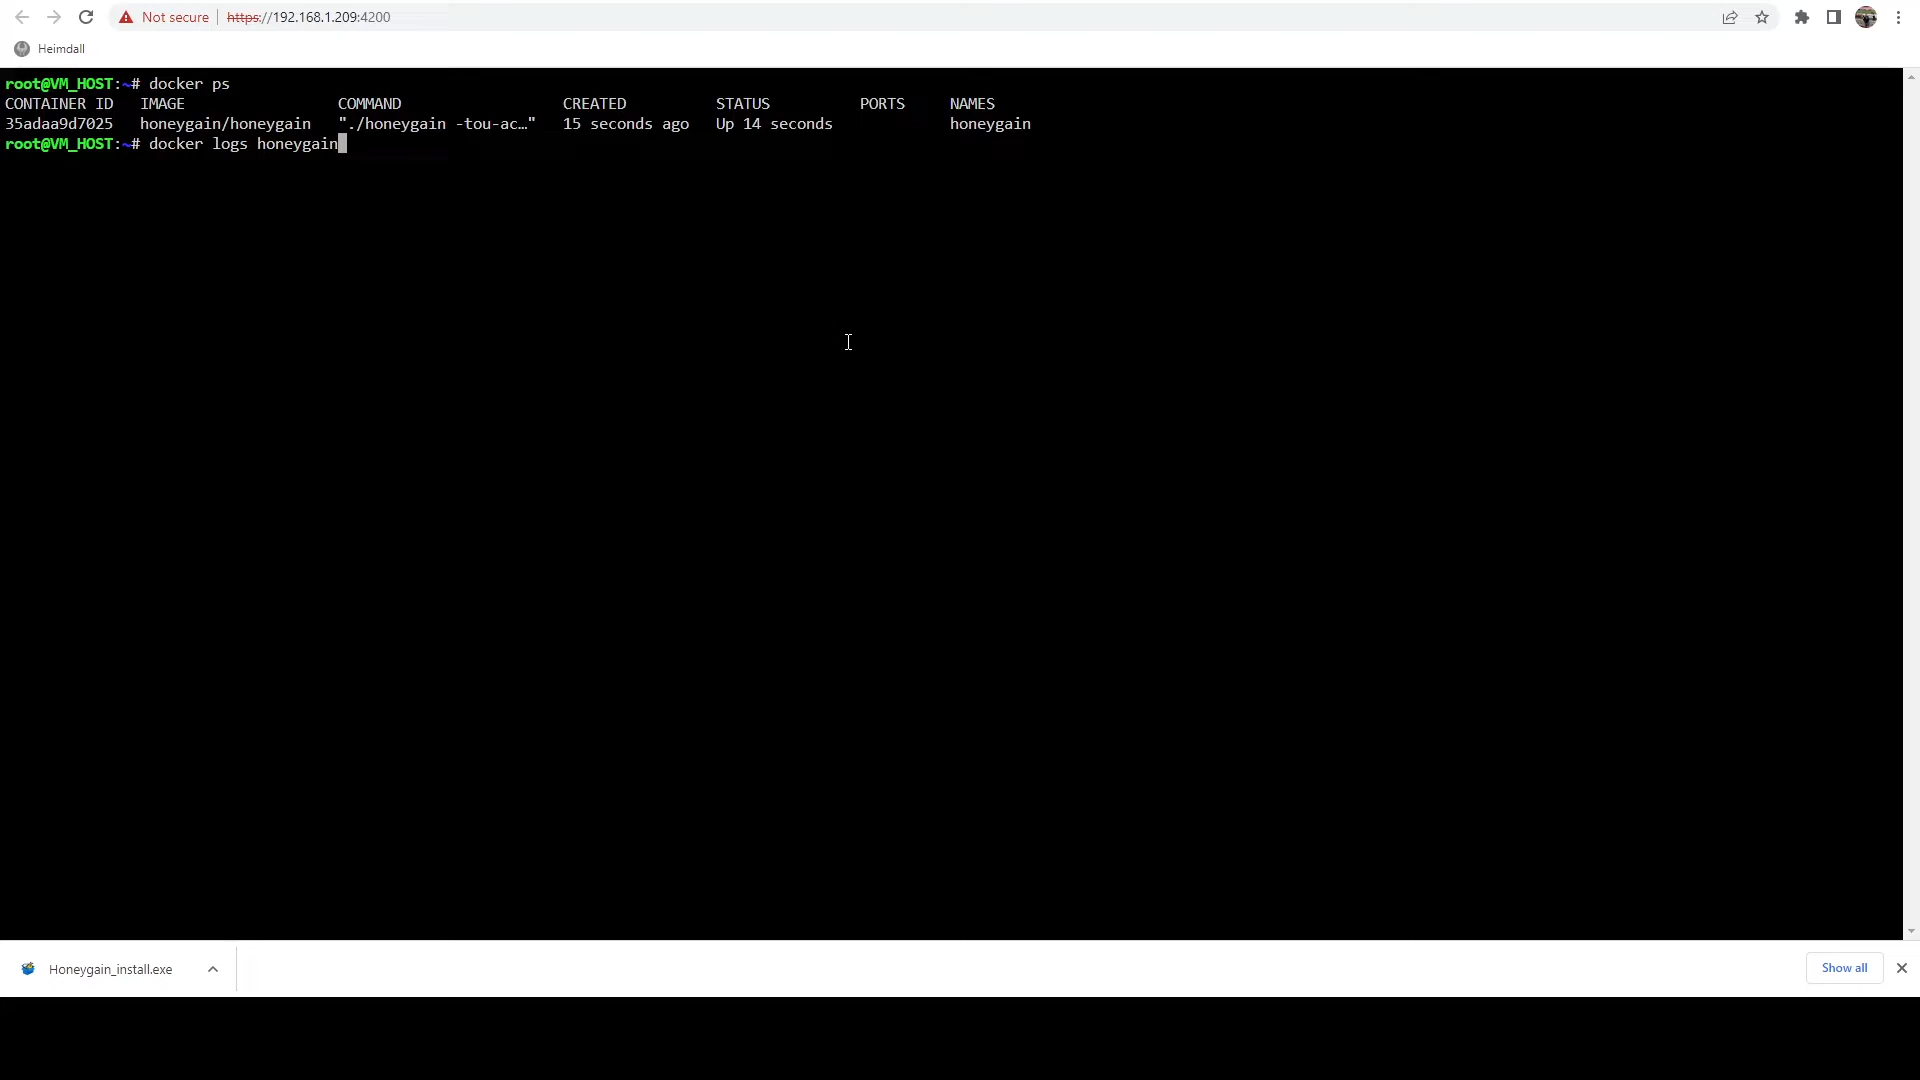 Not secure https://192.168.1.209:4200
Heimdall
root@VM_HOST:~# docker ps
CONTAINER ID IMAGE COMMAND CREATED STATUS PORTS NAMES
35adaa9d7025 honeygain/honeygain "./honeygain -tou-ac…" 15 seconds ago Up 14 seconds honeygain
root@VM_HOST:~# docker logs honeygain
Honeygain_install.exe
Show all